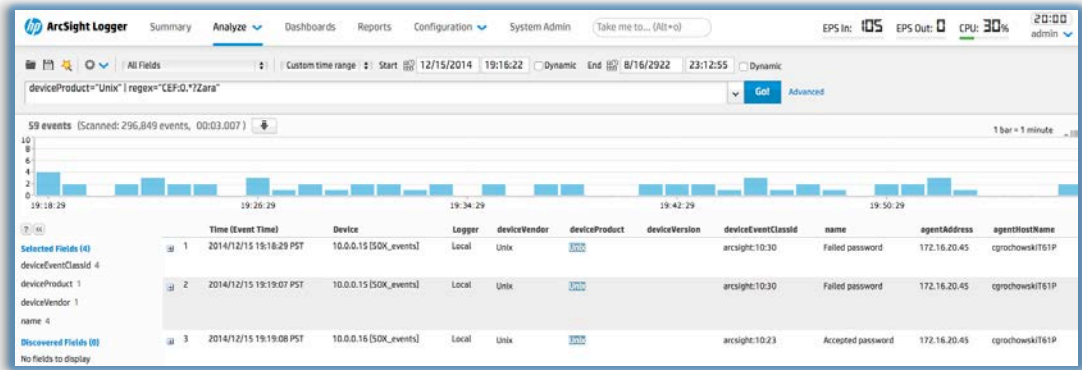 hp ArcSight Logger Summary Analyze Dashboards Reports Configuration System Admin Take me to... (Alt+o) EPS In: 105 EPS Out: 0 CPU: 30% 20:00
admin
All Fields Custom time range Start 12/15/2014 19:16:22 Dynamic End 8/16/2922 23:12:55 Dynamic
deviceProduct="Unix" | regex="CEF:0.*?Zara" Go! Advanced
59 events (Scanned: 296,849 events, 00:03.007) 1 bar = 1 minute
10
8
6
4
2
0
19:18:29 19:26:29 19:34:29 19:42:29 19:50:29
? «
Time (Event Time) Device Logger deviceVendor deviceProduct deviceVersion deviceEventClassId name agentAddress agentHostName
Selected Fields (4) 1 2014/12/15 19:18:29 PST 10.0.0.15 [SOX_events] Local Unix Unix arcsight:10:30 Failed password 172.16.20.45 cgrochowskiT61P
deviceEventClassId 4
deviceProduct 1 2 2014/12/15 19:19:07 PST 10.0.0.15 [SOX_events] Local Unix Unix arcsight:10:30 Failed password 172.16.20.45 cgrochowskiT61P
deviceVendor 1
name 4
Discovered Fields (0) 3 2014/12/15 19:19:08 PST 10.0.0.16 [SOX_events] Local Unix Unix arcsight:10:23 Accepted password 172.16.20.45 cgrochowskiT61P
No fields to display